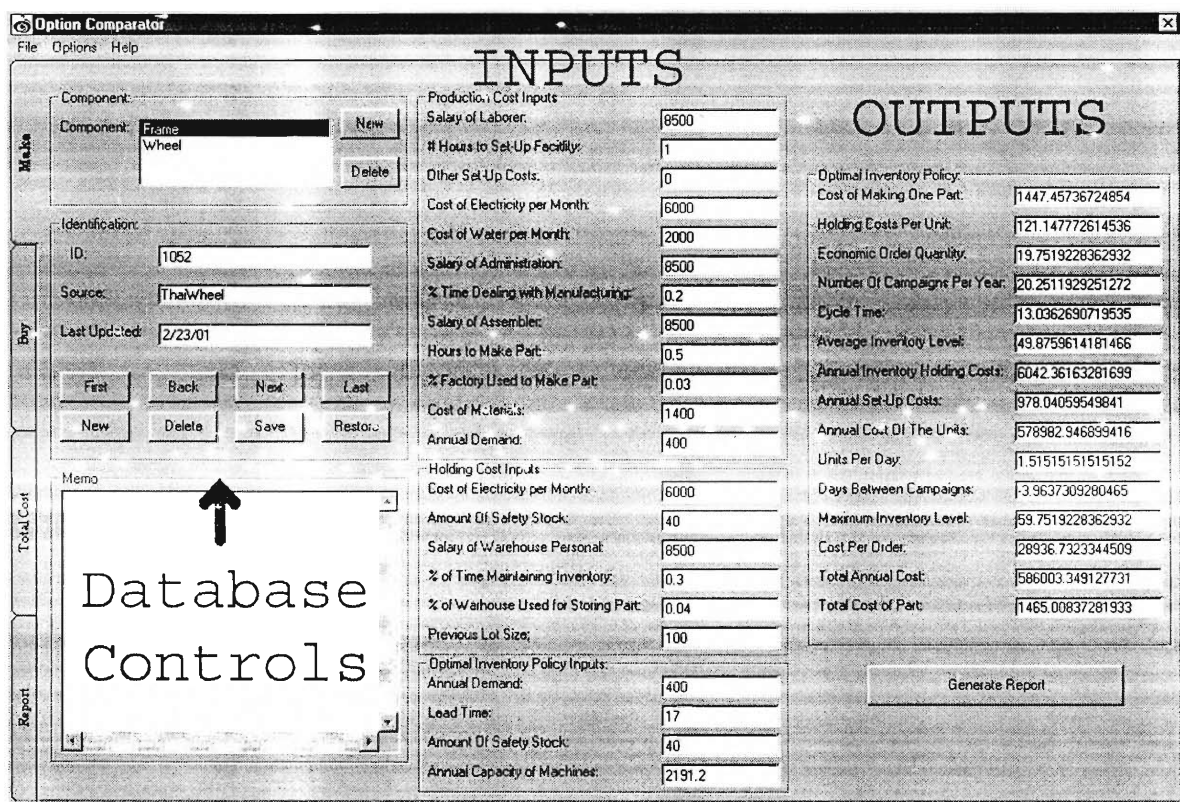 Option Comparator
File Options Help
INPUTS
OUTPUTS
Make
Buy
Total Cost
Report
Component:
Component: Frame
Wheel
New
Delete
Identification:
ID: 1052
Source: ThaiWheel
Last Updated: 2/23/01
First Back Next Last
New Delete Save Restore
Memo
Database
Controls
Production Cost Inputs
Salary of Laborer: 8500
# Hours to Set-Up Facitlity: 1
Other Set-Up Costs: 0
Cost of Electricity per Month: 6000
Cost of Water per Month: 2000
Salary of Administration: 8500
% Time Dealing with Manufacturing: 0.2
Salary of Assembler: 8500
Hours to Make Part: 0.5
% Factory Used to Make Part: 0.03
Cost of Materials: 1400
Annual Demand: 400
Holding Cost Inputs
Cost of Electricity per Month: 6000
Amount Of Safety Stock: 40
Salary of Warehouse Personal: 8500
% of Time Maintaining Inventory: 0.3
% of Warhouse Used for Storing Part: 0.04
Previous Lot Size: 100
Optimal Inventory Policy Inputs:
Annual Demand: 400
Lead Time: 17
Amount Of Safety Stock: 40
Annual Capacity of Machines: 2191.2
Optimal Inventory Policy:
Cost of Making One Part: 1447.45736724854
Holding Costs Per Unit: 121.147772614536
Economic Order Quantity: 19.7519228362932
Number Of Campaigns Per Year: 20.2511929251272
Cycle Time: 13.0362690719535
Average Inventory Level: 49.8759614181466
Annual Inventory Holding Costs: 6042.36163281699
Annual Set-Up Costs: 978.04059549841
Annual Cost Of The Units: 578982.946899416
Units Per Day: 1.51515151515152
Days Between Campaigns: -3.9637309280465
Maximum Inventory Level: 59.7519228362932
Cost Per Order: 28936.7323344509
Total Annual Cost: 586003.349127731
Total Cost of Part: 1465.00837281933
Generate Report